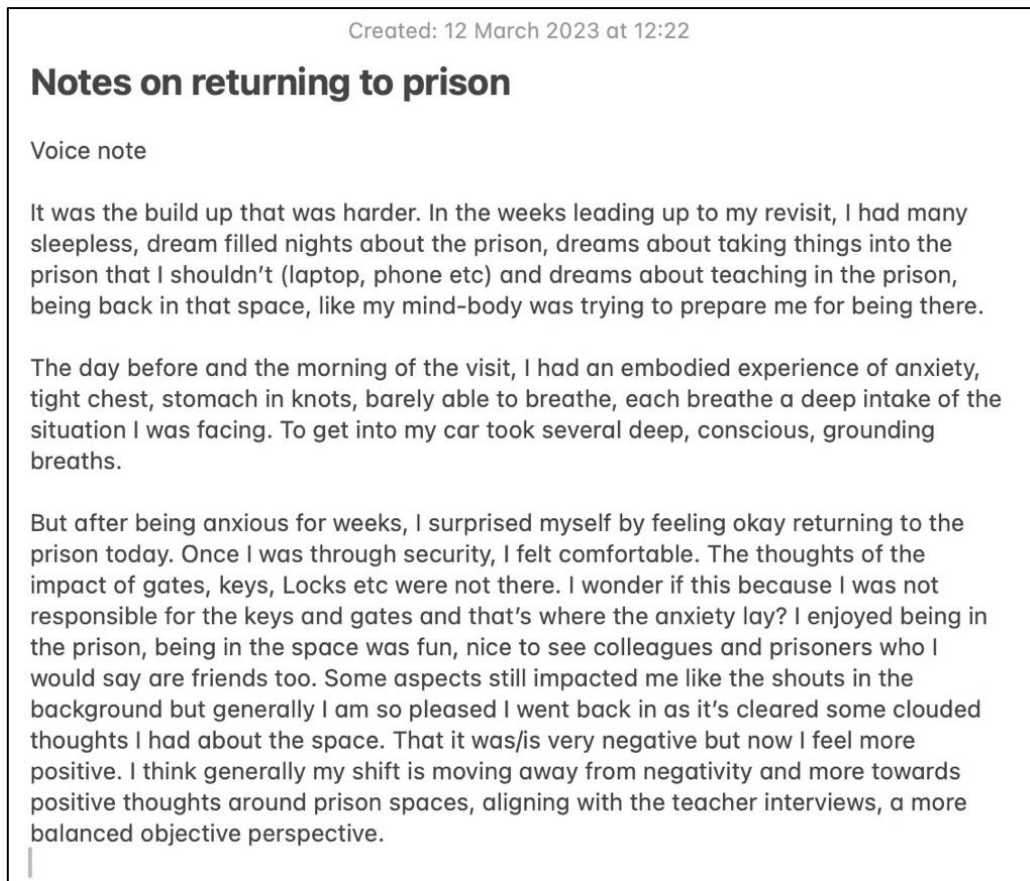 Created: 12 March 2023 at 12:22
Notes on returning to prison
Voice note
It was the build up that was harder. In the weeks leading up to my revisit, I had many
sleepless, dream filled nights about the prison, dreams about taking things into the
prison that I shouldn’t (laptop, phone etc) and dreams about teaching in the prison,
being back in that space, like my mind-body was trying to prepare me for being there.
The day before and the morning of the visit, I had an embodied experience of anxiety,
tight chest, stomach in knots, barely able to breathe, each breathe a deep intake of the
situation I was facing. To get into my car took several deep, conscious, grounding
breaths.
But after being anxious for weeks, I surprised myself by feeling okay returning to the
prison today. Once I was through security, I felt comfortable. The thoughts of the
impact of gates, keys, Locks etc were not there. I wonder if this because I was not
responsible for the keys and gates and that’s where the anxiety lay? I enjoyed being in
the prison, being in the space was fun, nice to see colleagues and prisoners who I
would say are friends too. Some aspects still impacted me like the shouts in the
background but generally I am so pleased I went back in as it’s cleared some clouded
thoughts I had about the space. That it was/is very negative but now I feel more
positive. I think generally my shift is moving away from negativity and more towards
positive thoughts around prison spaces, aligning with the teacher interviews, a more
balanced objective perspective.